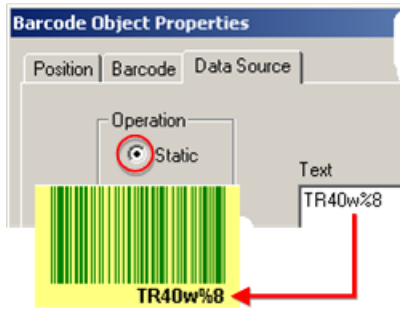 Barcode Object Properties
Position Barcode Data Source
Operation
Static
Text
TR40w%8
TR40w%8